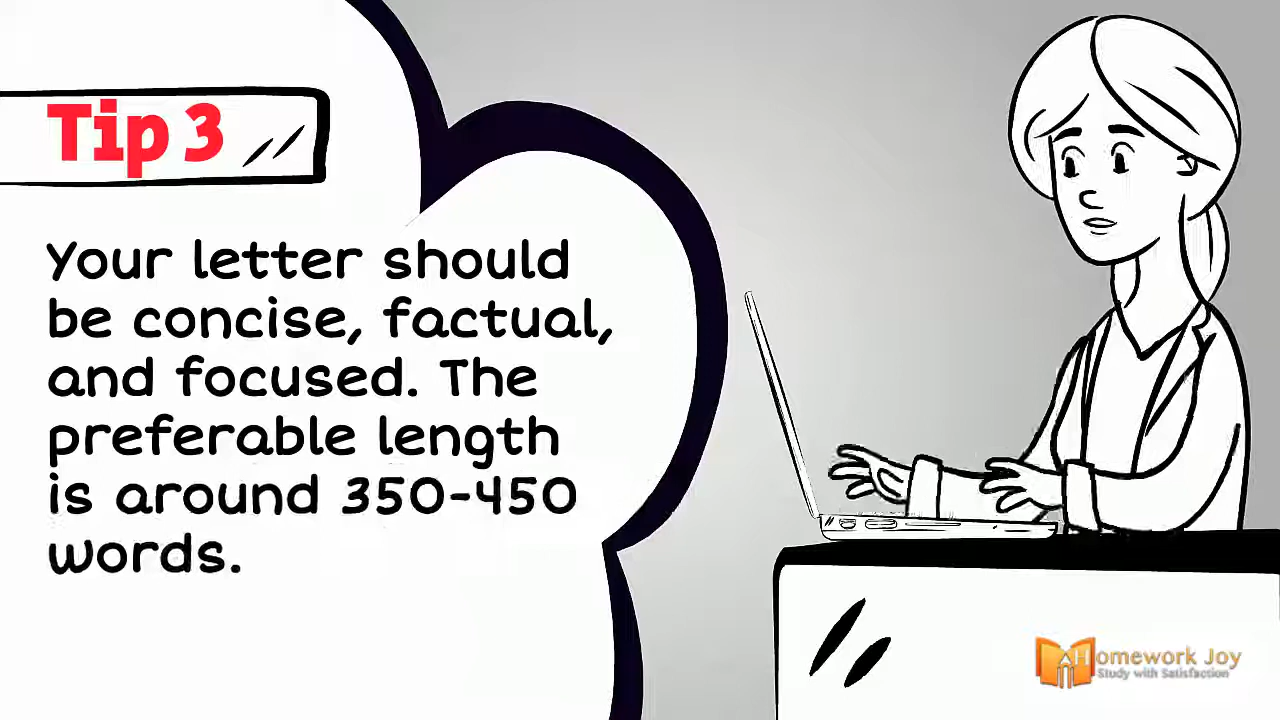 Tip 3
Your letter should
be concise, factual,
and focused. The
preferable length
is around 350-450
words.
Homework Joy
Study with Satisfaction